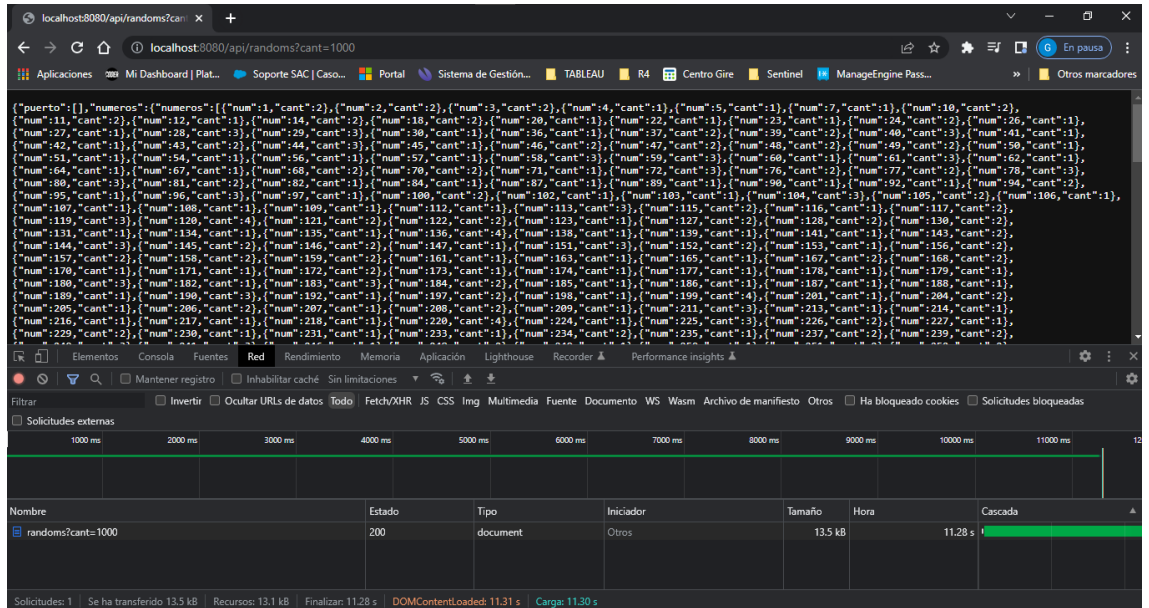 localhost:8080/api/randoms?cant
localhost:8080/api/randoms?cant=1000
G En pausa
Aplicaciones Mi Dashboard | Plat... Soporte SAC | Caso... Portal Sistema de Gestión... TABLEAU R4 Centro Gire Sentinel ManageEngine Pass... » Otros marcadores
{"puerto":[],"numeros":{"numeros":[{"num":1,"cant":2},{"num":2,"cant":2},{"num":3,"cant":2},{"num":4,"cant":1},{"num":5,"cant":1},{"num":7,"cant":1},{"num":10,"cant":2},
{"num":11,"cant":2},{"num":12,"cant":1},{"num":14,"cant":2},{"num":18,"cant":2},{"num":20,"cant":1},{"num":22,"cant":1},{"num":23,"cant":1},{"num":24,"cant":2},{"num":26,"cant":1},
{"num":27,"cant":1},{"num":28,"cant":3},{"num":29,"cant":3},{"num":30,"cant":1},{"num":36,"cant":1},{"num":37,"cant":2},{"num":39,"cant":2},{"num":40,"cant":3},{"num":41,"cant":1},
{"num":42,"cant":1},{"num":43,"cant":2},{"num":44,"cant":3},{"num":45,"cant":1},{"num":46,"cant":2},{"num":47,"cant":2},{"num":48,"cant":2},{"num":49,"cant":2},{"num":50,"cant":1},
{"num":51,"cant":1},{"num":54,"cant":1},{"num":56,"cant":1},{"num":57,"cant":1},{"num":58,"cant":3},{"num":59,"cant":3},{"num":60,"cant":1},{"num":61,"cant":3},{"num":62,"cant":1},
{"num":64,"cant":1},{"num":67,"cant":1},{"num":68,"cant":2},{"num":70,"cant":2},{"num":71,"cant":1},{"num":72,"cant":3},{"num":76,"cant":2},{"num":77,"cant":2},{"num":78,"cant":3},
{"num":80,"cant":3},{"num":81,"cant":2},{"num":82,"cant":1},{"num":84,"cant":1},{"num":87,"cant":1},{"num":89,"cant":1},{"num":90,"cant":1},{"num":92,"cant":1},{"num":94,"cant":2},
{"num":95,"cant":1},{"num":96,"cant":3},{"num":97,"cant":1},{"num":100,"cant":2},{"num":102,"cant":1},{"num":103,"cant":1},{"num":104,"cant":3},{"num":105,"cant":2},{"num":106,"cant":1},
{"num":107,"cant":1},{"num":108,"cant":1},{"num":109,"cant":1},{"num":112,"cant":1},{"num":113,"cant":3},{"num":115,"cant":2},{"num":116,"cant":1},{"num":117,"cant":2},
{"num":119,"cant":3},{"num":120,"cant":4},{"num":121,"cant":2},{"num":122,"cant":2},{"num":123,"cant":1},{"num":127,"cant":2},{"num":128,"cant":2},{"num":130,"cant":2},
{"num":131,"cant":1},{"num":134,"cant":1},{"num":135,"cant":1},{"num":136,"cant":4},{"num":138,"cant":1},{"num":139,"cant":1},{"num":141,"cant":1},{"num":143,"cant":2},
{"num":144,"cant":3},{"num":145,"cant":2},{"num":146,"cant":2},{"num":147,"cant":1},{"num":151,"cant":3},{"num":152,"cant":2},{"num":153,"cant":1},{"num":156,"cant":2},
{"num":157,"cant":2},{"num":158,"cant":2},{"num":159,"cant":2},{"num":161,"cant":1},{"num":163,"cant":1},{"num":165,"cant":1},{"num":167,"cant":2},{"num":168,"cant":2},
{"num":170,"cant":1},{"num":171,"cant":1},{"num":172,"cant":2},{"num":173,"cant":1},{"num":174,"cant":1},{"num":177,"cant":1},{"num":178,"cant":1},{"num":179,"cant":1},
{"num":180,"cant":3},{"num":182,"cant":1},{"num":183,"cant":3},{"num":184,"cant":2},{"num":185,"cant":1},{"num":186,"cant":1},{"num":187,"cant":1},{"num":188,"cant":1},
{"num":189,"cant":1},{"num":190,"cant":3},{"num":192,"cant":1},{"num":197,"cant":2},{"num":198,"cant":1},{"num":199,"cant":4},{"num":201,"cant":1},{"num":204,"cant":2},
{"num":205,"cant":1},{"num":206,"cant":2},{"num":207,"cant":1},{"num":208,"cant":2},{"num":209,"cant":1},{"num":211,"cant":3},{"num":213,"cant":1},{"num":214,"cant":1},
{"num":216,"cant":1},{"num":217,"cant":1},{"num":218,"cant":1},{"num":220,"cant":4},{"num":224,"cant":1},{"num":225,"cant":3},{"num":226,"cant":2},{"num":227,"cant":1},
{"num":229,"cant":2},{"num":230,"cant":1},{"num":231,"cant":1},{"num":233,"cant":1},{"num":234,"cant":2},{"num":235,"cant":1},{"num":237,"cant":2},{"num":239,"cant":2},
Elementos Consola Fuentes Red Rendimiento Memoria Aplicación Lighthouse Recorder Performance insights
Mantener registro Inhabilitar caché Sin limitaciones
Filtrar Invertir Ocultar URLs de datos Todo Fetch/XHR JS CSS Img Multimedia Fuente Documento WS Wasm Archivo de manifiesto Otros Ha bloqueado cookies Solicitudes bloqueadas
Solicitudes externas
1000 ms 2000 ms 3000 ms 4000 ms 5000 ms 6000 ms 7000 ms 8000 ms 9000 ms 10000 ms 11000 ms 12
Nombre Estado Tipo Iniciador Tamaño Hora Cascada
randoms?cant=1000 200 document Otros 13.5 kB 11.28 s
Solicitudes: 1 Se ha transferido 13.5 kB Recursos: 13.1 kB Finalizar: 11.28 s DOMContentLoaded: 11.31 s Carga: 11.30 s